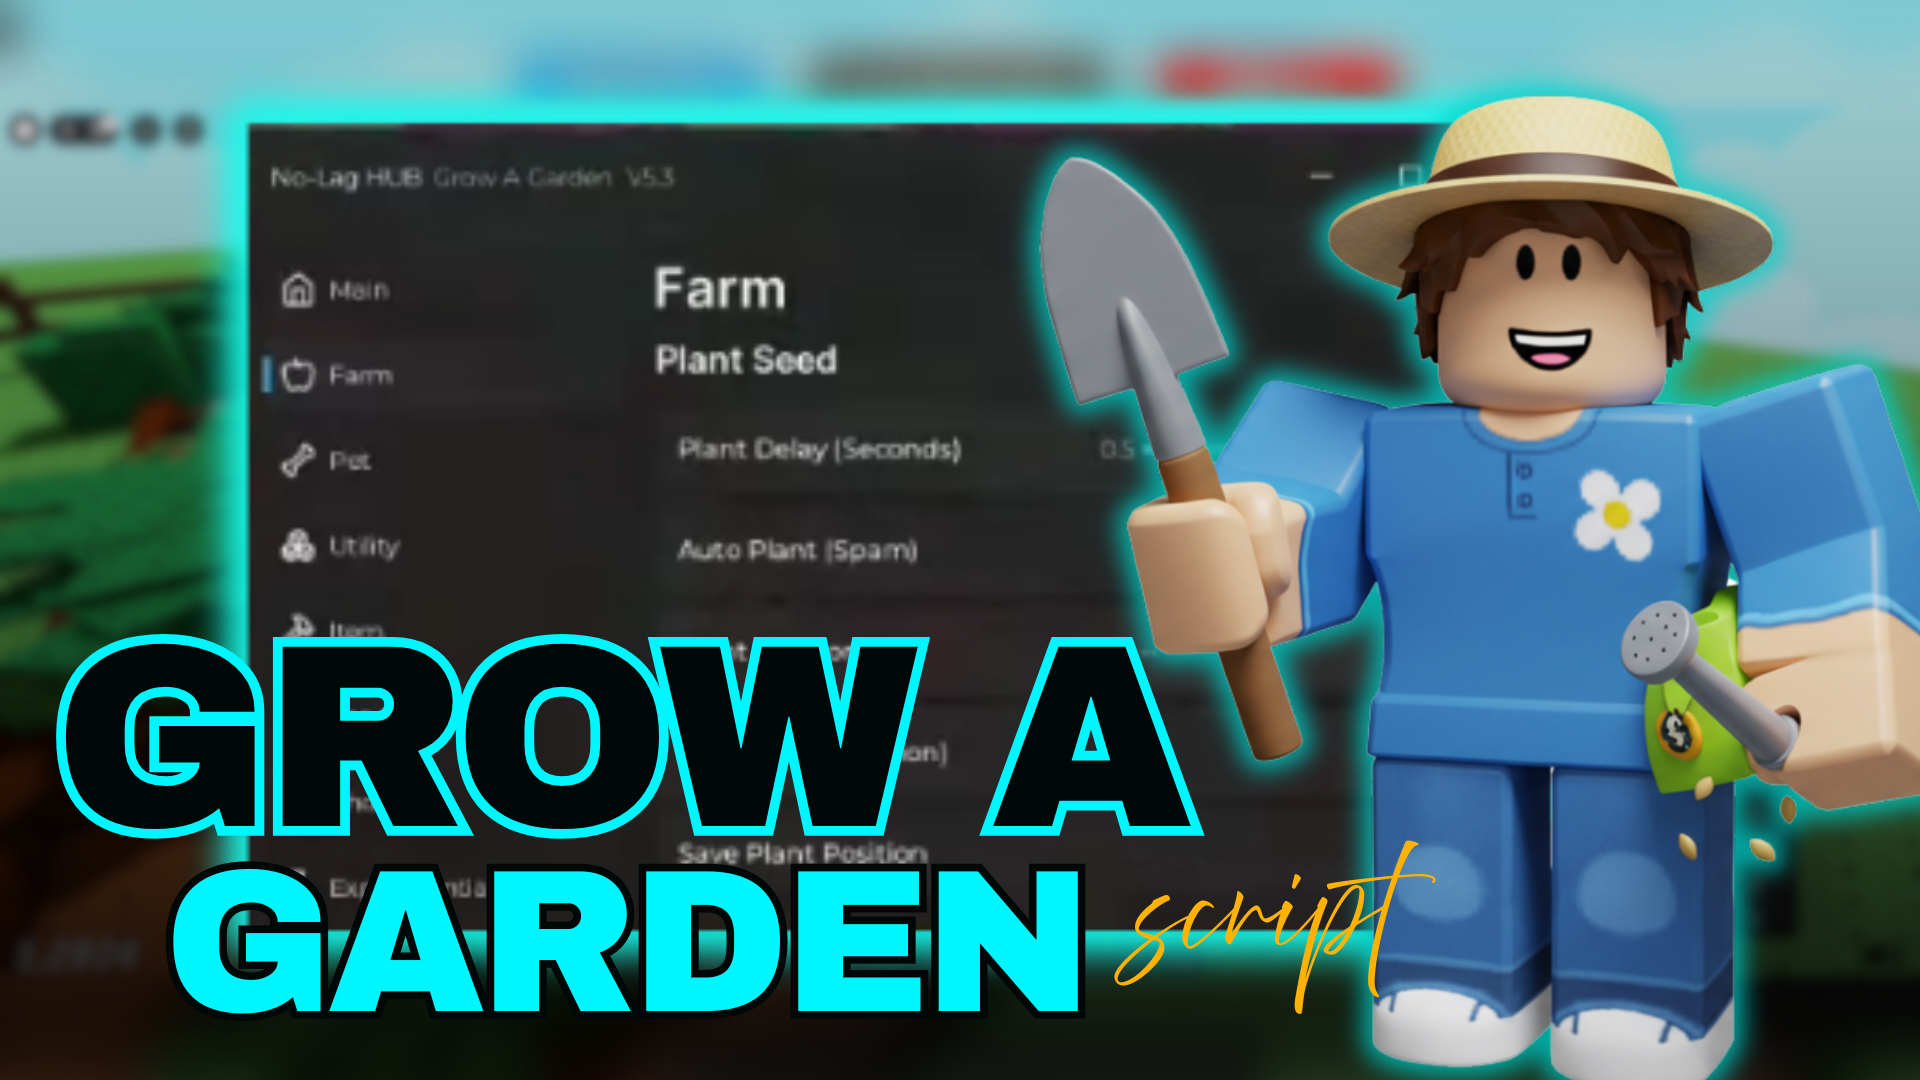 No-Lag HUB Grow A Garden V5.3
Main
Farm
Pet
Utility
Item
Farm
Plant Seed
Plant Delay (Seconds) 0.5
Auto Plant (Spam)
Save Plant Position
GROW A
GARDEN script